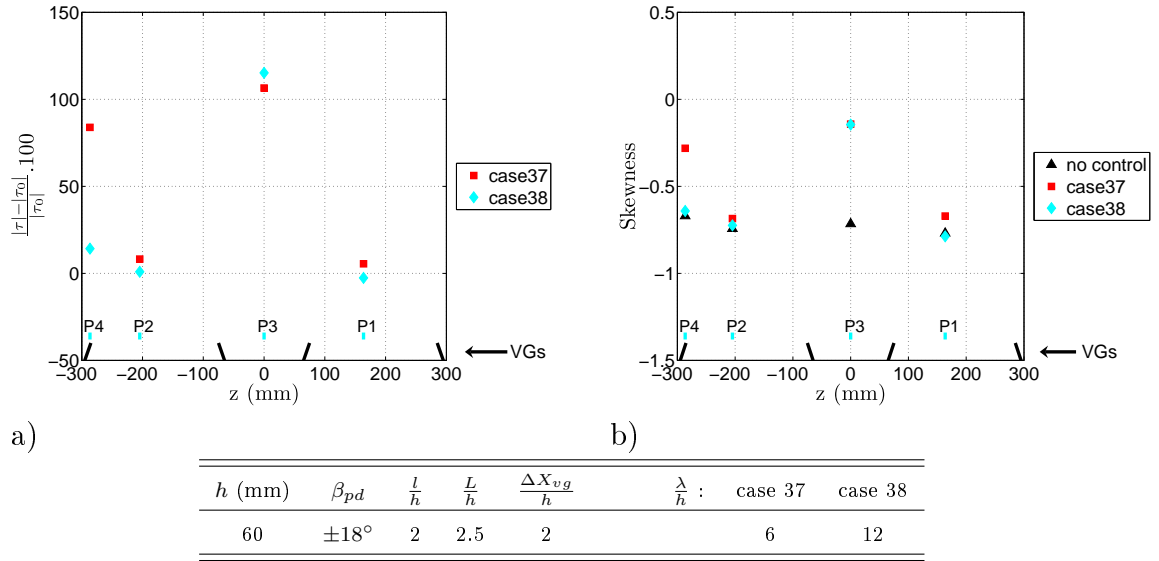 150
100
50
0
−50
−300 −200 −100 0 100 200 300
z (mm)
|τ|−|τ₀| / |τ₀| .100
P4 P2 P3 P1
VGs
case37
case38
a)
0.5
0
−0.5
−1
−1.5
−300 −200 −100 0 100 200 300
z (mm)
Skewness
P4 P2 P3 P1
VGs
no control
case37
case38
b)
h (mm) β_pd l/h L/h ΔX_vg/h λ/h : case 37 case 38
60 ±18° 2 2.5 2 6 12